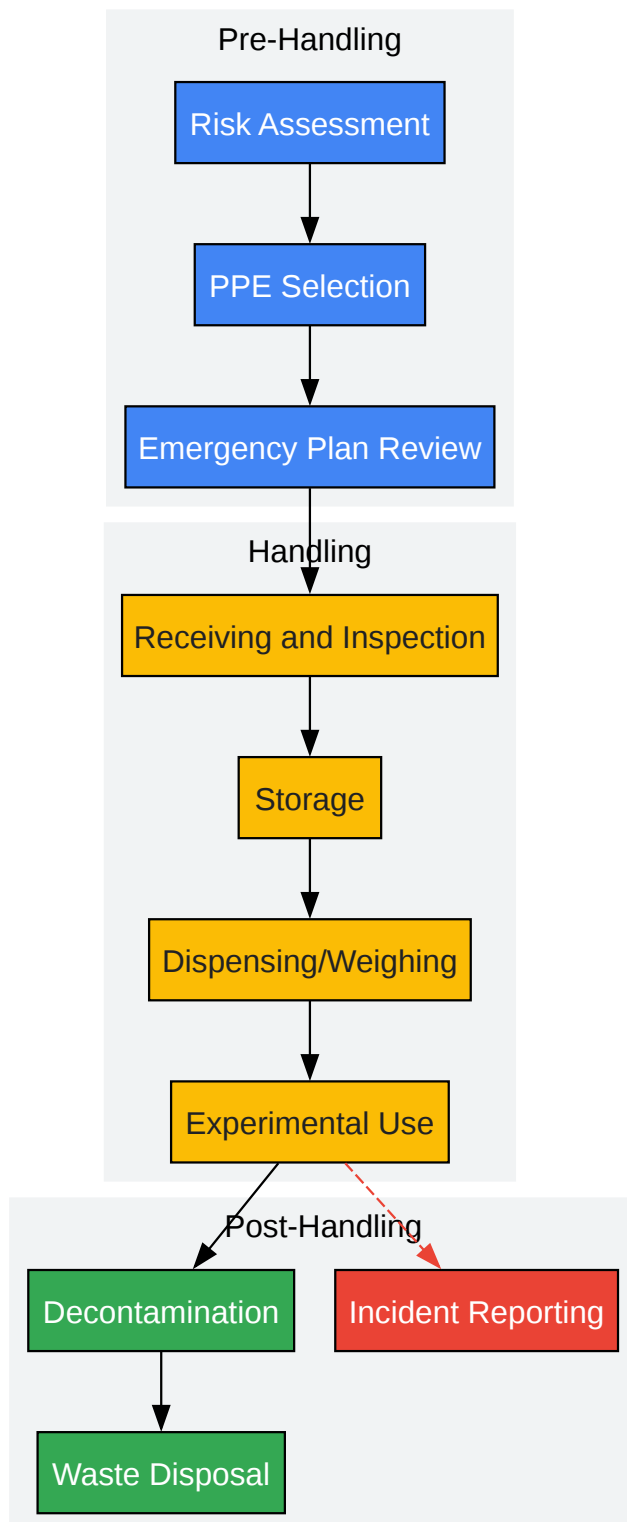 Pre-Handling
Risk Assessment
PPE Selection
Emergency Plan Review
Handling
Receiving and Inspection
Storage
Dispensing/Weighing
Experimental Use
Post-Handling
Decontamination
Incident Reporting
Waste Disposal